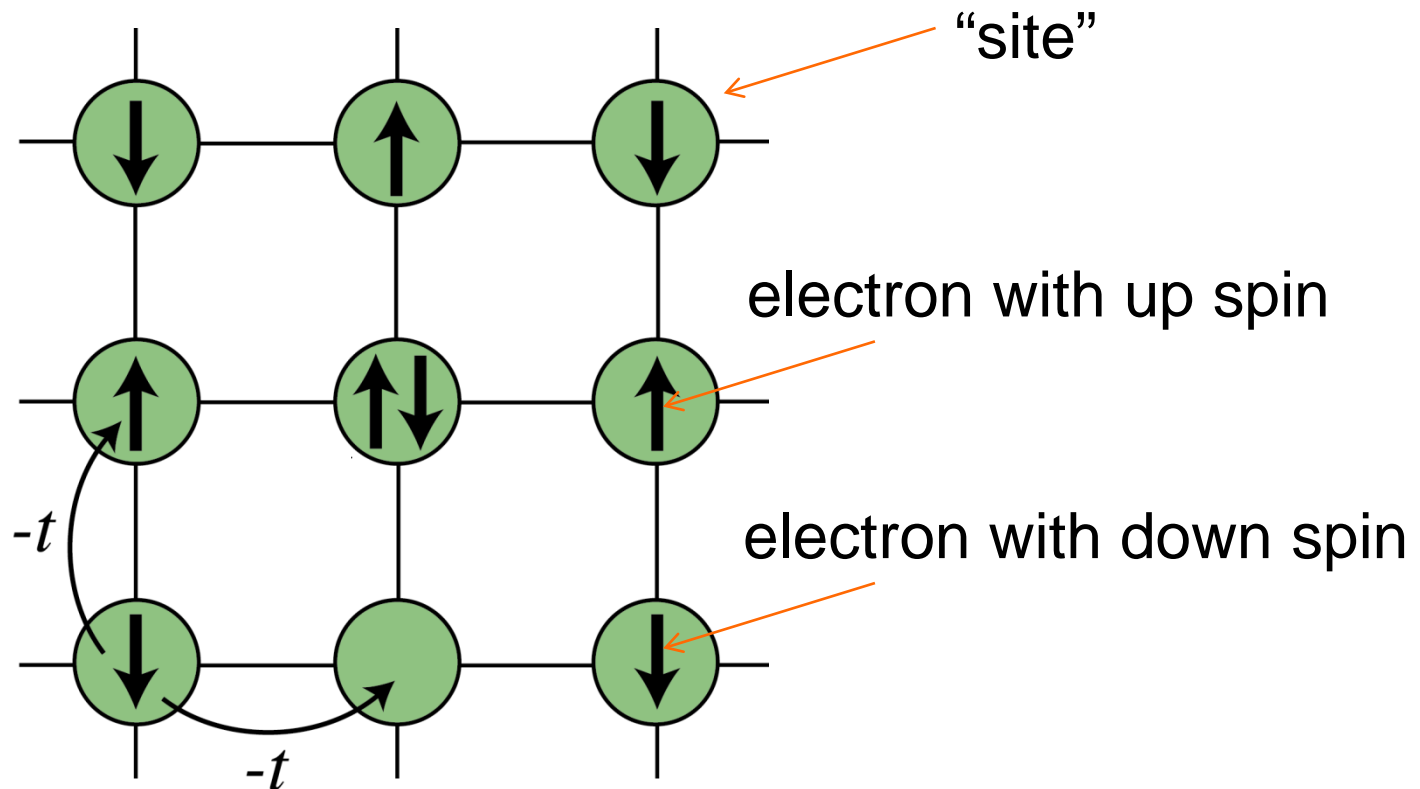 “site”
electron with up spin
-t
electron with down spin
-t